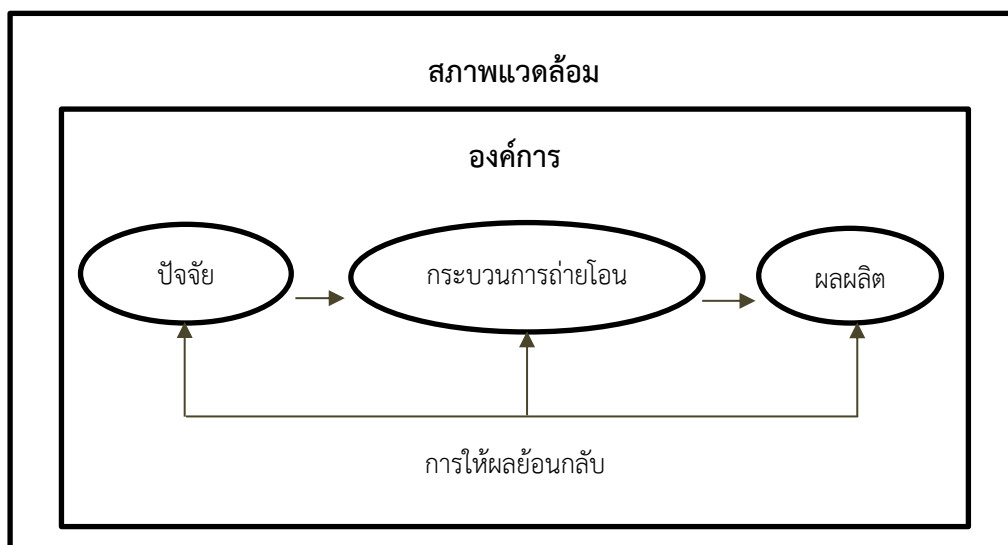 สภาพแวดล้อม
องค์การ
ปัจจัย
กระบวนการถ่ายโอน
ผลผลิต
การให้ผลย้อนกลับ